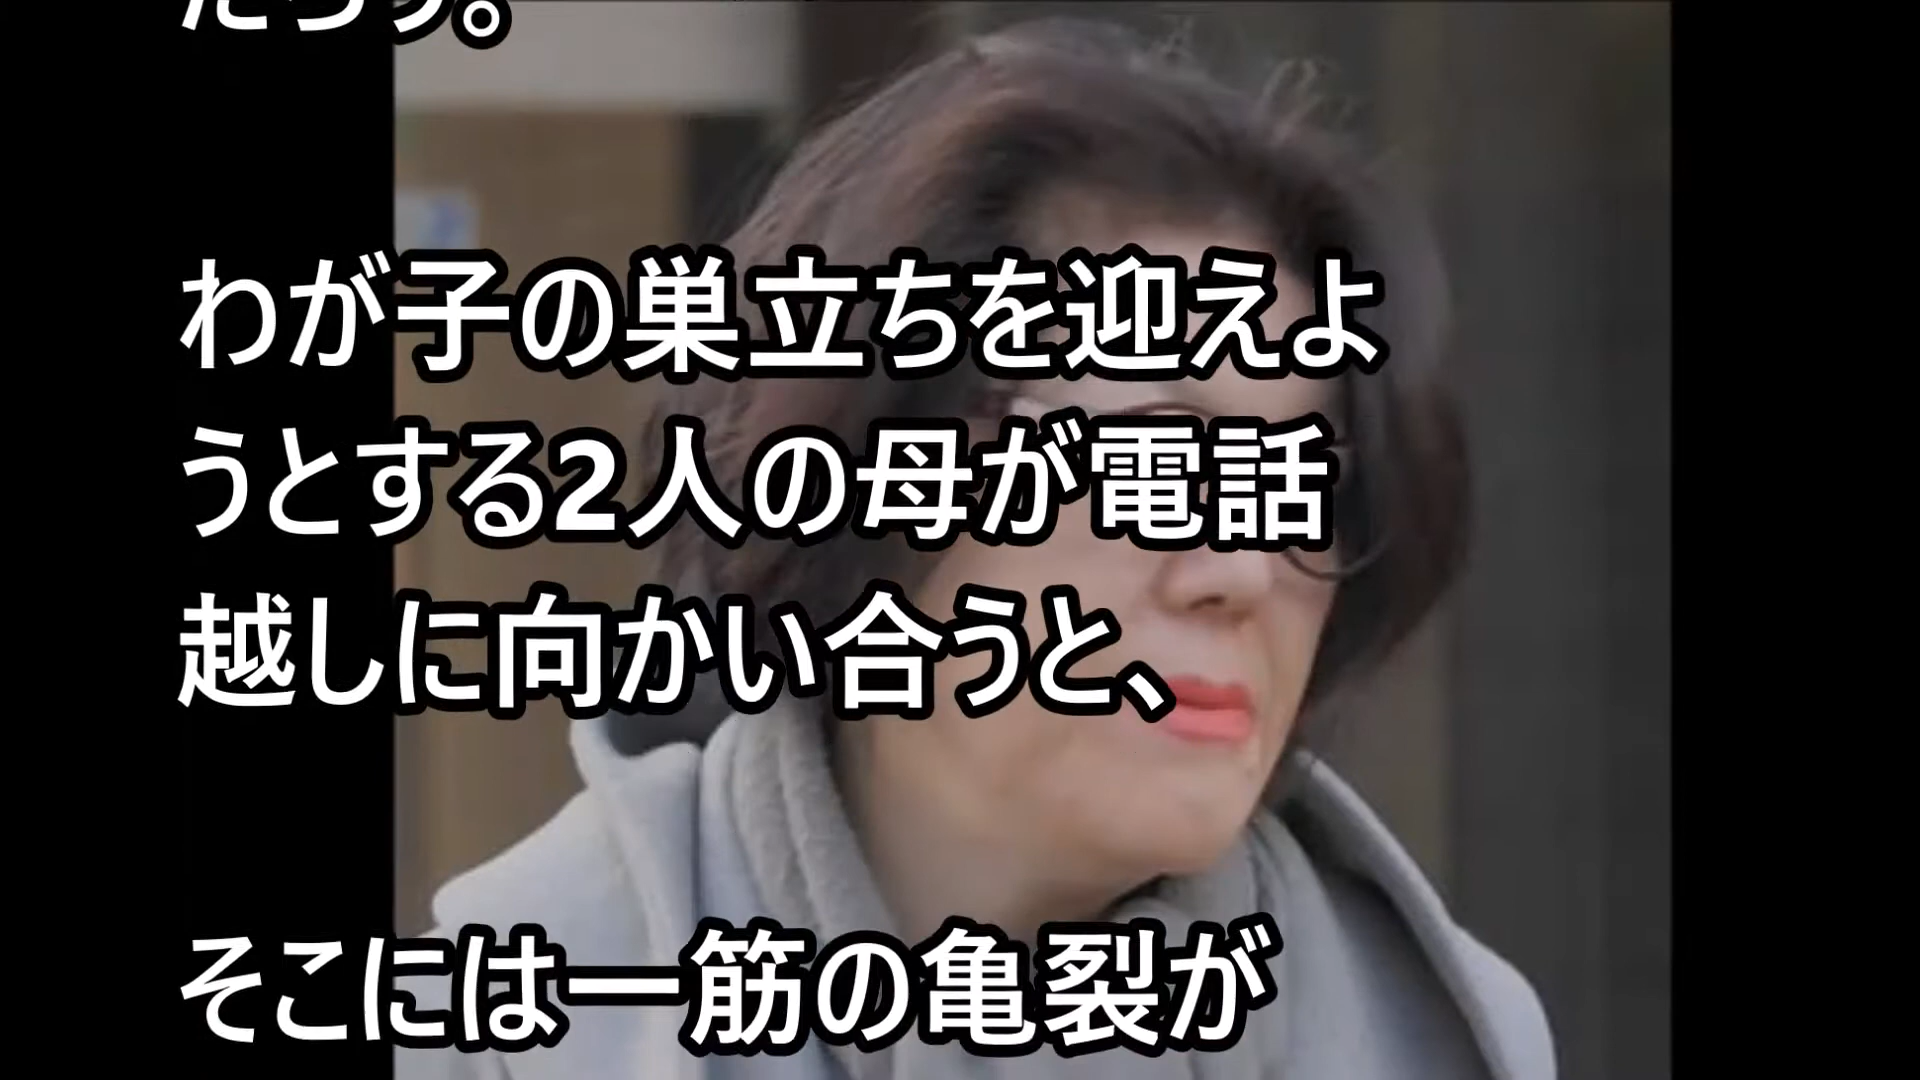 わが子の巣立ちを迎えよ
うとする2人の母が電話
越しに向かい合うと、
そこには一筋の亀裂が